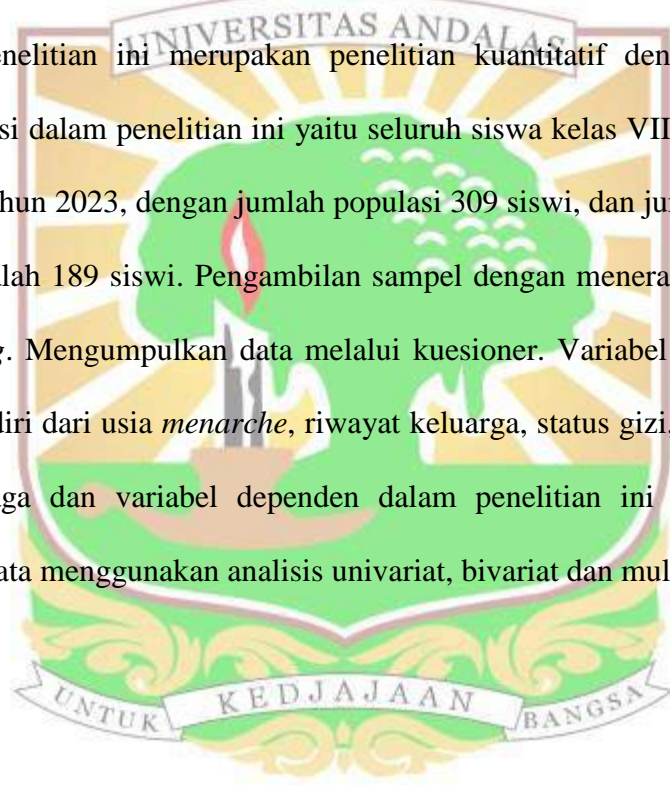 UNIVERSITAS ANDALAS
enelitian ini merupakan penelitian kuantitatif den
si dalam penelitian ini yaitu seluruh siswa kelas VII
hun 2023, dengan jumlah populasi 309 siswi, dan ju
lah 189 siswi. Pengambilan sampel dengan menera
g. Mengumpulkan data melalui kuesioner. Variabel
diri dari usia menarche, riwayat keluarga, status gizi,
ga dan variabel dependen dalam penelitian ini
ata menggunakan analisis univariat, bivariat dan mul
UNTUK KEDJAJAAN BANGSA